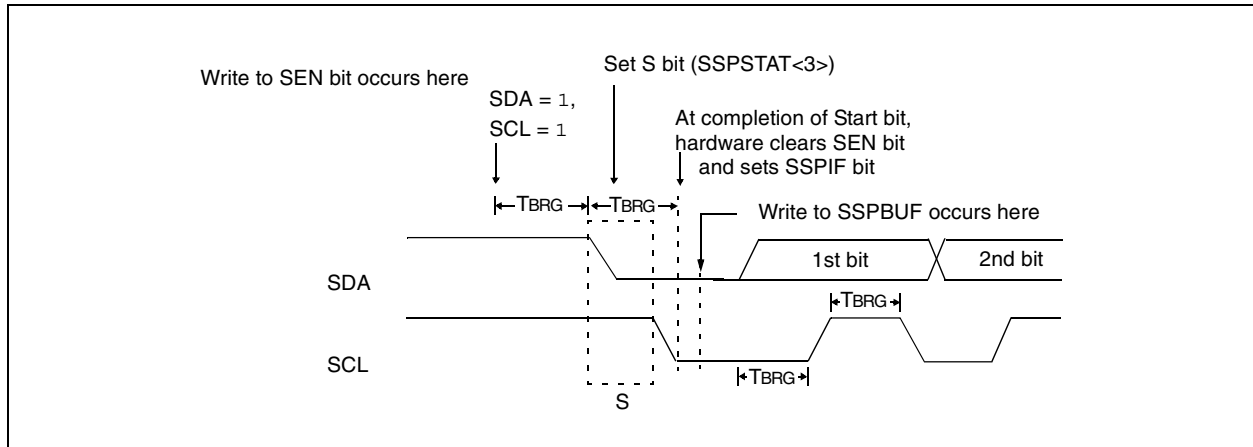 Write to SEN bit occurs here
Set S bit (SSPSTAT<3>)
SDA = 1,
SCL = 1
At completion of Start bit,
hardware clears SEN bit
and sets SSPIF bit
TBRG
TBRG
Write to SSPBUF occurs here
SDA
1st bit
2nd bit
TBRG
SCL
TBRG
S